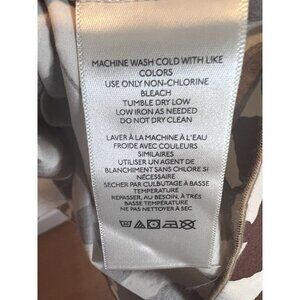 MACHINE WASH COLD WITH LIKE
COLORS
USE ONLY NON-CHLORINE
BLEACH
TUMBLE DRY LOW
LOW IRON AS NEEDED
DO NOT DRY CLEAN
LAVER À LA MACHINE À L'EAU
FROIDE AVEC COULEURS
SIMILAIRES
UTILISER UN AGENT DE
BLANCHIMENT SANS CHLORE SI
NÉCESSAIRE
SECHER PAR CULBUTAGE À BASSE
TEMPERATURE
REPASSER, AU BESOIN, À TRÈS
BASSE TEMPÉRATURE
NE PAS NETTOYER À SEC